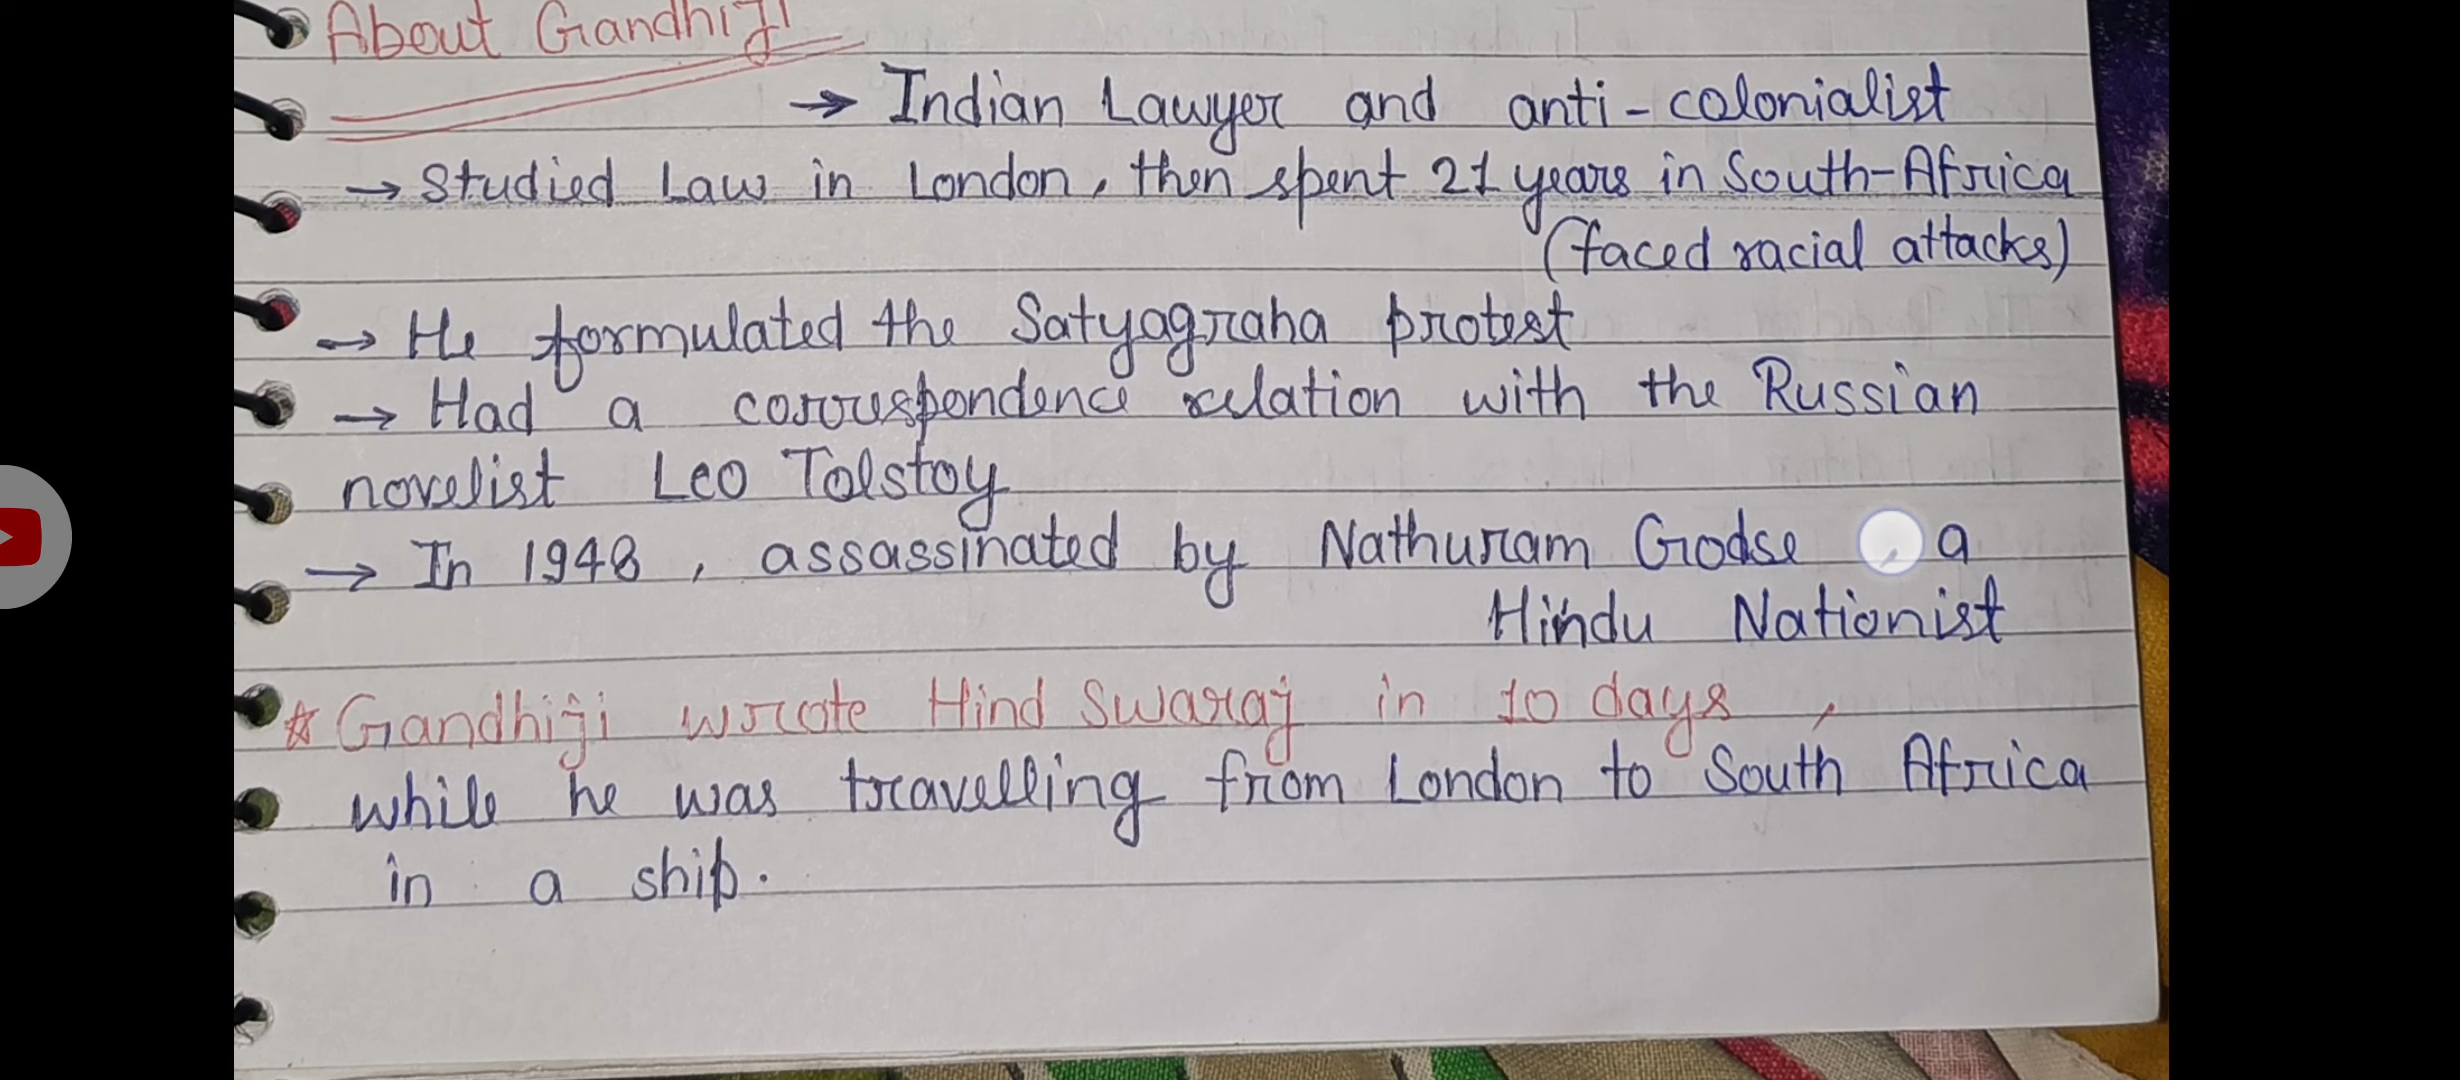 About Gandhiji
→ Indian Lawyer and anti-colonialist
→ Studied Law in London, then spent 21 years in South-Africa
(faced racial attacks)
→ He formulated the Satyagraha protest
→ Had a correspondence relation with the Russian
novelist Leo Tolstoy
→ In 1948, assassinated by Nathuram Godse, a
Hindu Nationist
☆ Gandhiji wrote Hind Swaraj in 10 days,
while he was travelling from London to South Africa
in a ship.